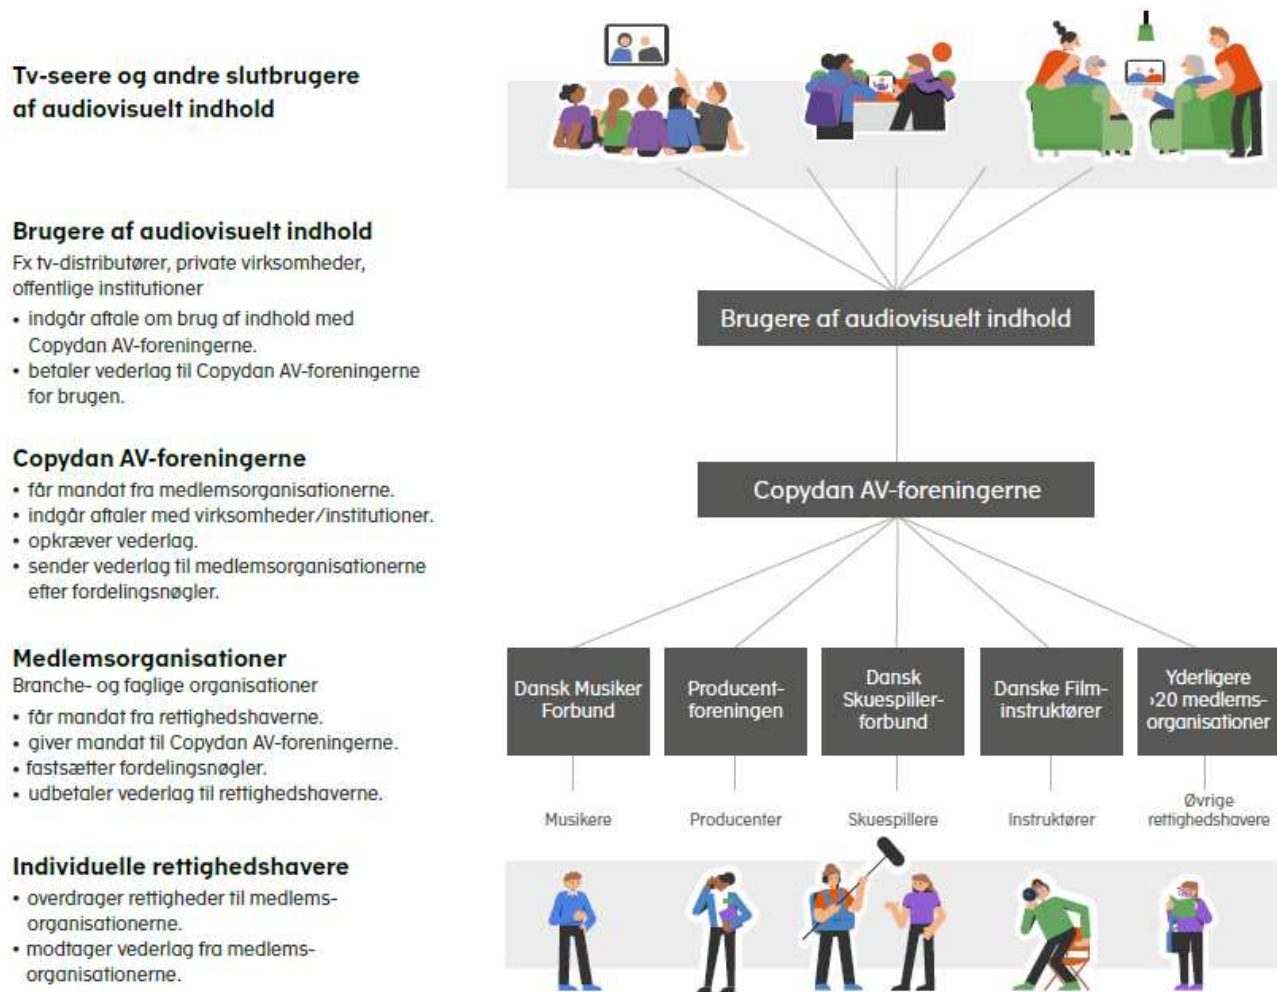 Tv-seere og andre slutbrugere
af audiovisuelt indhold
Brugere af audiovisuelt indhold
Fx tv-distributører, private virksomheder,
offentlige institutioner
• indgår aftale om brug af indhold med
Copydan AV-foreningerne.
• betaler vederlag til Copydan AV-foreningerne
for brugen.
Brugere af audiovisuelt indhold
Copydan AV-foreningerne
• får mandat fra medlemsorganisationerne.
• indgår aftaler med virksomheder/institutioner.
• opkræver vederlag.
• sender vederlag til medlemsorganisationerne
efter fordelingsnøgler.
Copydan AV-foreningerne
Medlemsorganisationer
Branche- og faglige organisationer
• får mandat fra rettighedshaverne.
• giver mandat til Copydan AV-foreningerne.
• fastsætter fordelingsnøgler.
• udbetaler vederlag til rettighedshaverne.
Dansk Musiker
Forbund
Producent-
foreningen
Dansk
Skuespiller-
forbund
Danske Film-
instruktører
Yderligere
›20 medlems-
organisationer
Musikere
Producenter
Skuespillere
Instruktører
Øvrige
rettighedshavere
Individuelle rettighedshavere
• overdrager rettigheder til medlems-
organisationerne.
• modtager vederlag fra medlems-
organisationerne.